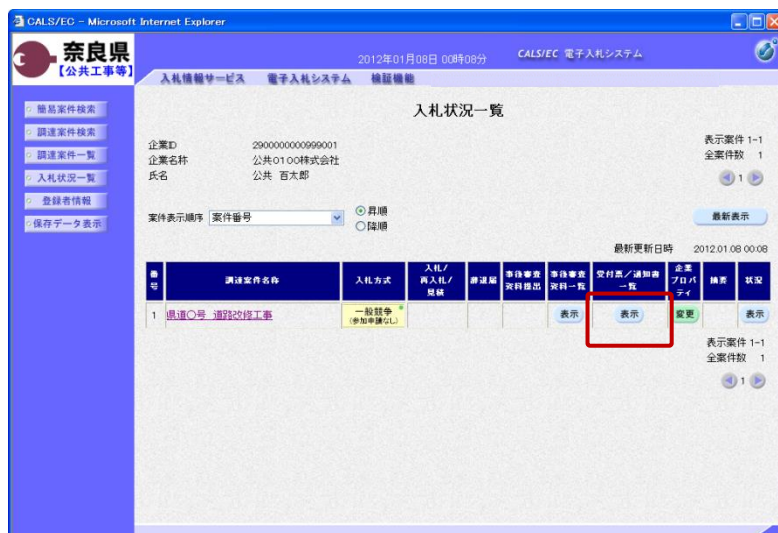 CALS/EC - Microsoft Internet Explorer
奈良県
【公共工事等】
2012年01月08日 00時08分
CALS/EC 電子入札システム
入札情報サービス 電子入札システム 検証機能
簡易案件検索
調達案件検索
調達案件一覧
入札状況一覧
登録者情報
保存データ表示
入札状況一覧
企業ID 2900000000999001
企業名称 公共0100株式会社
氏名 公共 百太郎
表示案件 1-1
全案件数 1
1
案件表示順序 案件番号
昇順
降順
最新表示
最新更新日時 2012.01.08 00:08
番号 調達案件名称 入札方式 入札/再入札/見積 辞退届 事後審査資料提出 事後審査資料一覧 受付票/通知書一覧 企業プロパティ 摘要 状況
1 県道〇号 道路改修工事 一般競争(参加申請なし) 表示 表示 変更 表示
表示案件 1-1
全案件数 1
1